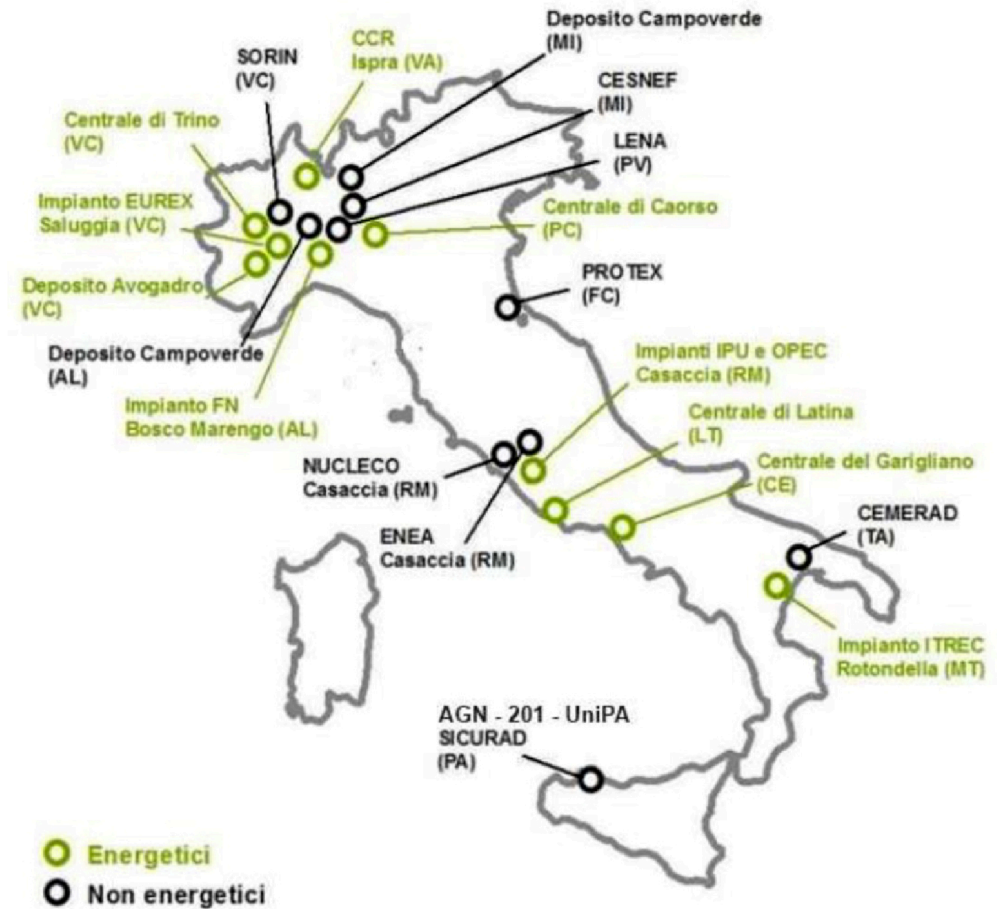 Deposito Campoverde
(MI)
CCR
Ispra (VA)
SORIN
(VC)
CESNEF
(MI)
Centrale di Trino
(VC)
LENA
(PV)
Impianto EUREX
Saluggia (VC)
Centrale di Caorso
(PC)
Deposito Avogadro
(VC)
PROTEX
(FC)
Deposito Campoverde
(AL)
Impianti IPU e OPEC
Casaccia (RM)
Impianto FN
Bosco Marengo (AL)
Centrale di Latina
(LT)
NUCLECO
Casaccia (RM)
Centrale del Garigliano
(CE)
ENEA
Casaccia (RM)
CEMERAD
(TA)
Impianto ITREC
Rotondella (MT)
AGN - 201 - UniPA
SICURAD
(PA)
Energetici
Non energetici